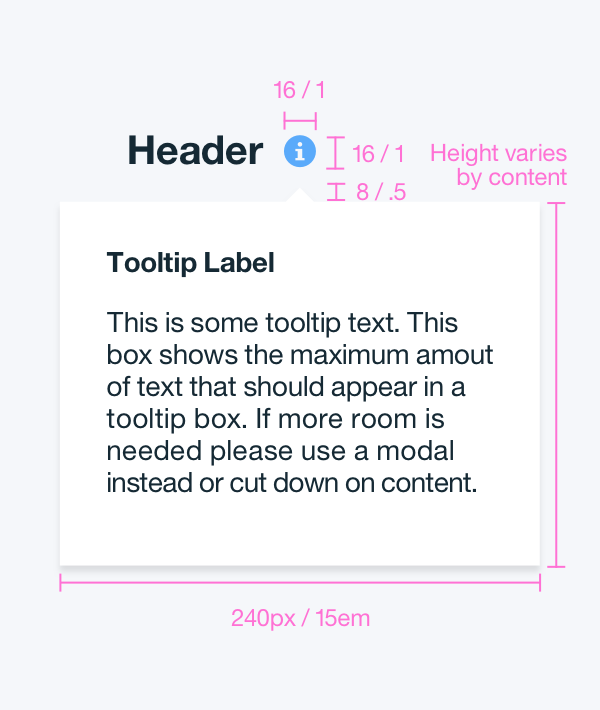 16 / 1
Header
16 / 1
Height varies
by content
8 / .5
Tooltip Label
This is some tooltip text. This
box shows the maximum amout
of text that should appear in a
tooltip box. If more room is
needed please use a modal
instead or cut down on content.
240px / 15em